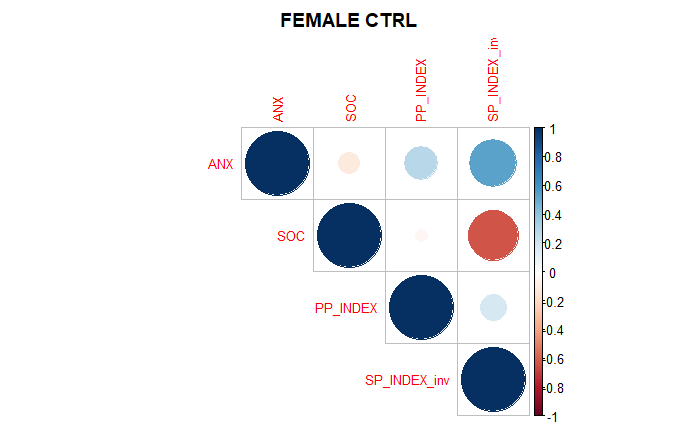 FEMALE CTRL
ANX
SOC
PP_INDEX
SP_INDEX_inv
1
ANX
0.8
0.6
SOC
0.4
0.2
0
PP_INDEX
-0.2
-0.4
SP_INDEX_inv
-0.6
-0.8
-1